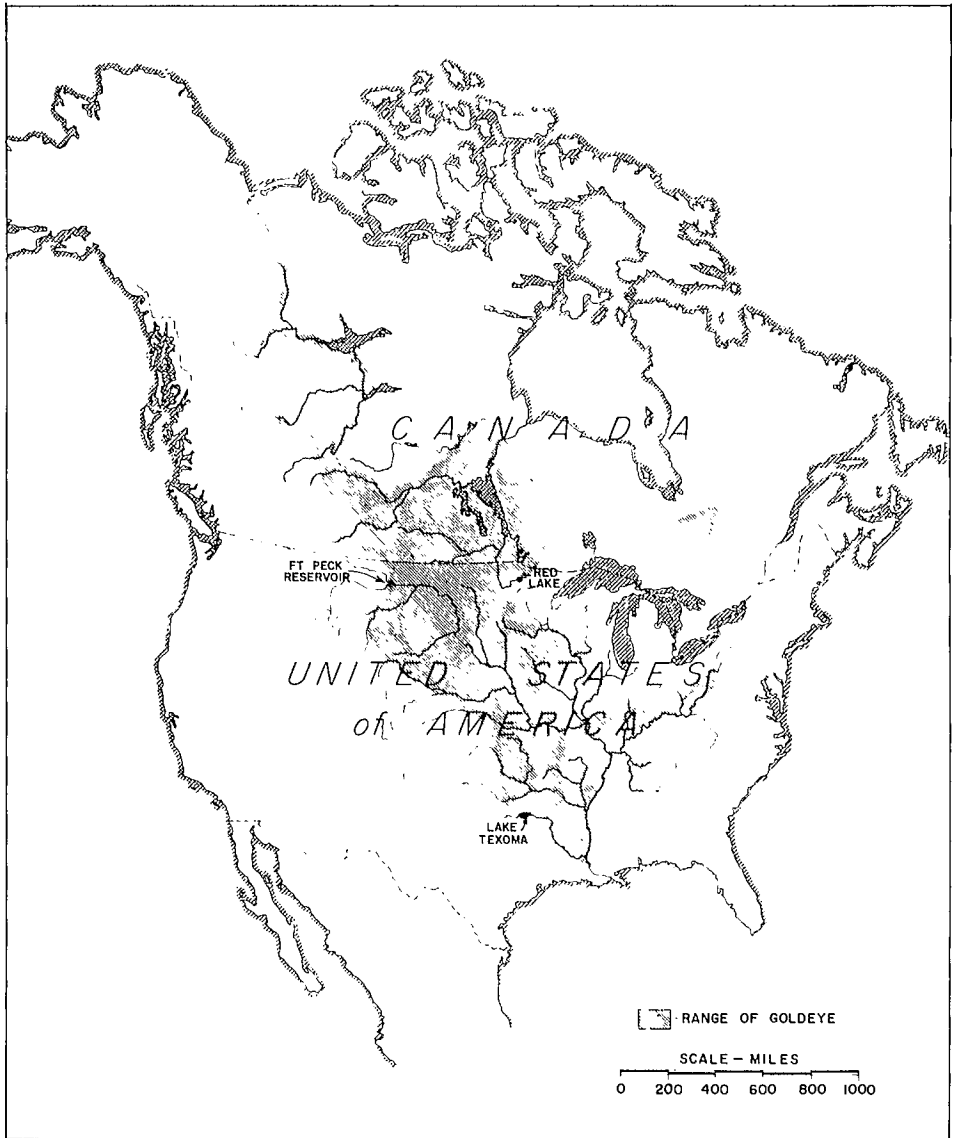 CANADA
FT PECK
RESERVOIR
RED
LAKE
UNITED STATES
of AMERICA
LAKE
TEXOMA
RANGE OF GOLDEYE
SCALE – MILES
0 200 400 600 800 1000